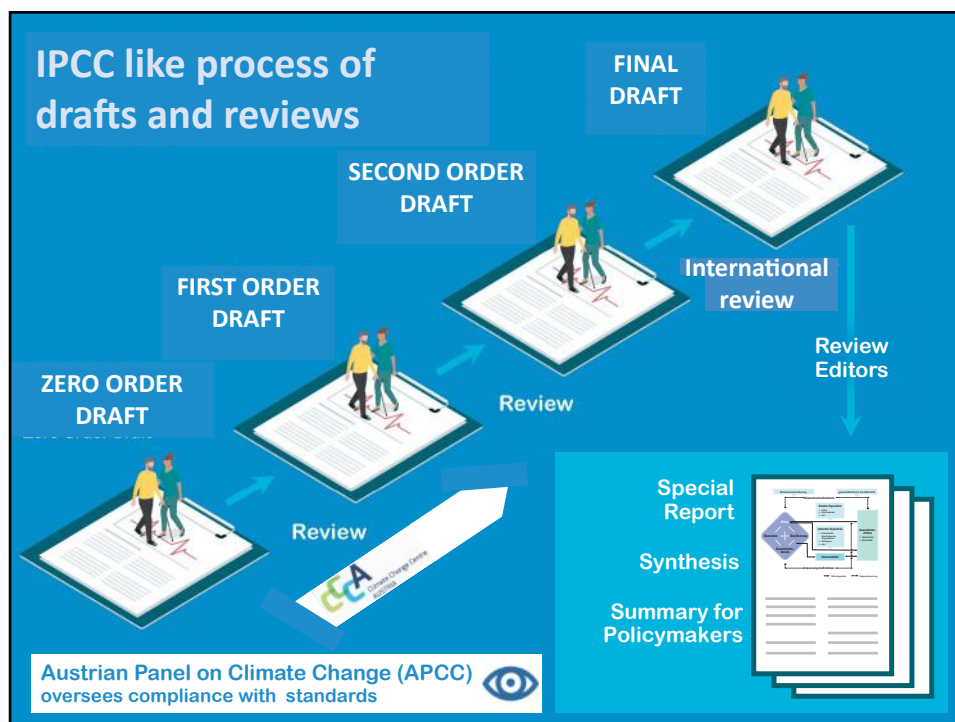 IPCC like process of
drafts and reviews
FINAL
DRAFT
SECOND ORDER
DRAFT
International
review
FIRST ORDER
DRAFT
Review
Editors
ZERO ORDER
DRAFT
Review
Review
CCCA
Climate Change Centre
AUSTRIA
Special
Report
Synthesis
Summary for
Policymakers
Austrian Panel on Climate Change (APCC)
oversees compliance with standards